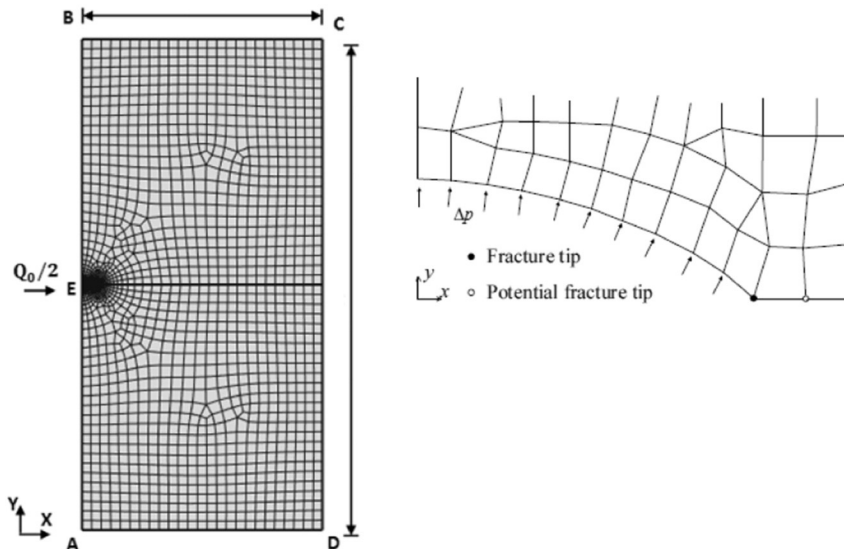 B
C
Q₀/2
E
Y
X
A
D
Δp
● Fracture tip
y
x
○ Potential fracture tip